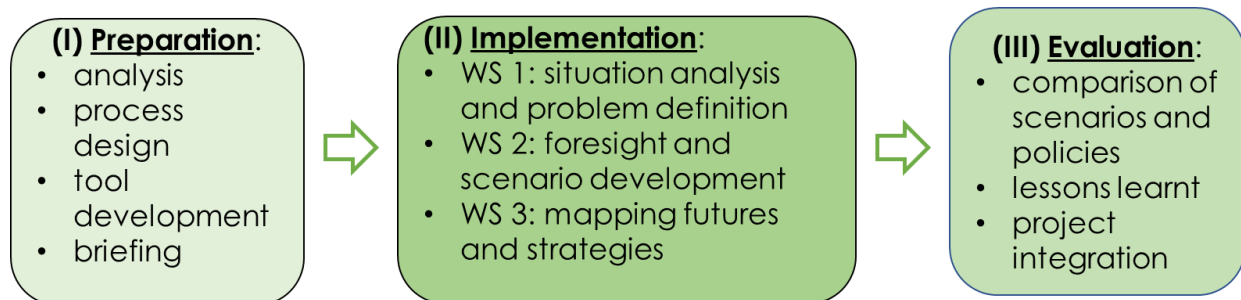 (I) Preparation:
• analysis
• process
design
• tool
development
• briefing
(II) Implementation:
• WS 1: situation analysis
and problem definition
• WS 2: foresight and
scenario development
• WS 3: mapping futures
and strategies
(III) Evaluation:
• comparison of
scenarios and
policies
• lessons learnt
• project
integration